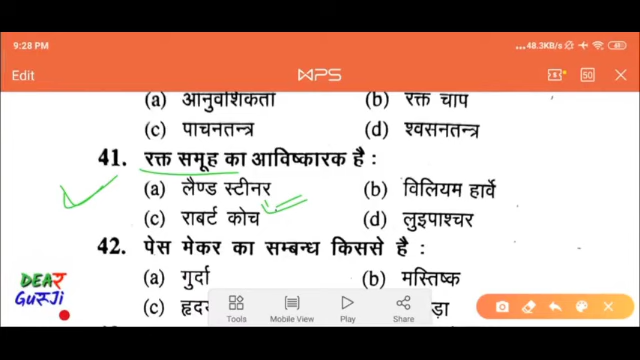 9:28 PM ...48.3KB/s
Edit WPS 50
(a) आनुवंशिकता (b) रक्त चाप
(c) पाचनतन्त्र (d) श्वसनतन्त्र
41. रक्त समूह का आविष्कारक है :
(a) लैण्ड स्टीनर (b) विलियम हार्वे
(c) राबर्ट कोच (d) लुइपाश्चर
42. पेस मेकर का सम्बन्ध किससे है :
(a) गुर्दा (b) मस्तिष्क
(c)
Tools Mobile View Play Share
DEAR
GURUJI